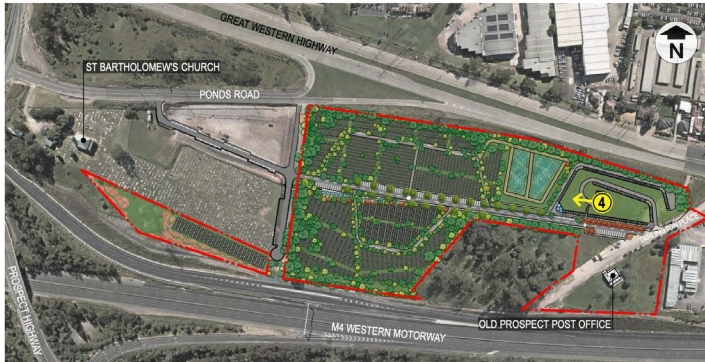 GREAT WESTERN HIGHWAY
N
ST BARTHOLOMEW'S CHURCH
PONDS ROAD
4
PROSPECT HIGHWAY
OLD PROSPECT POST OFFICE
M4 WESTERN MOTORWAY